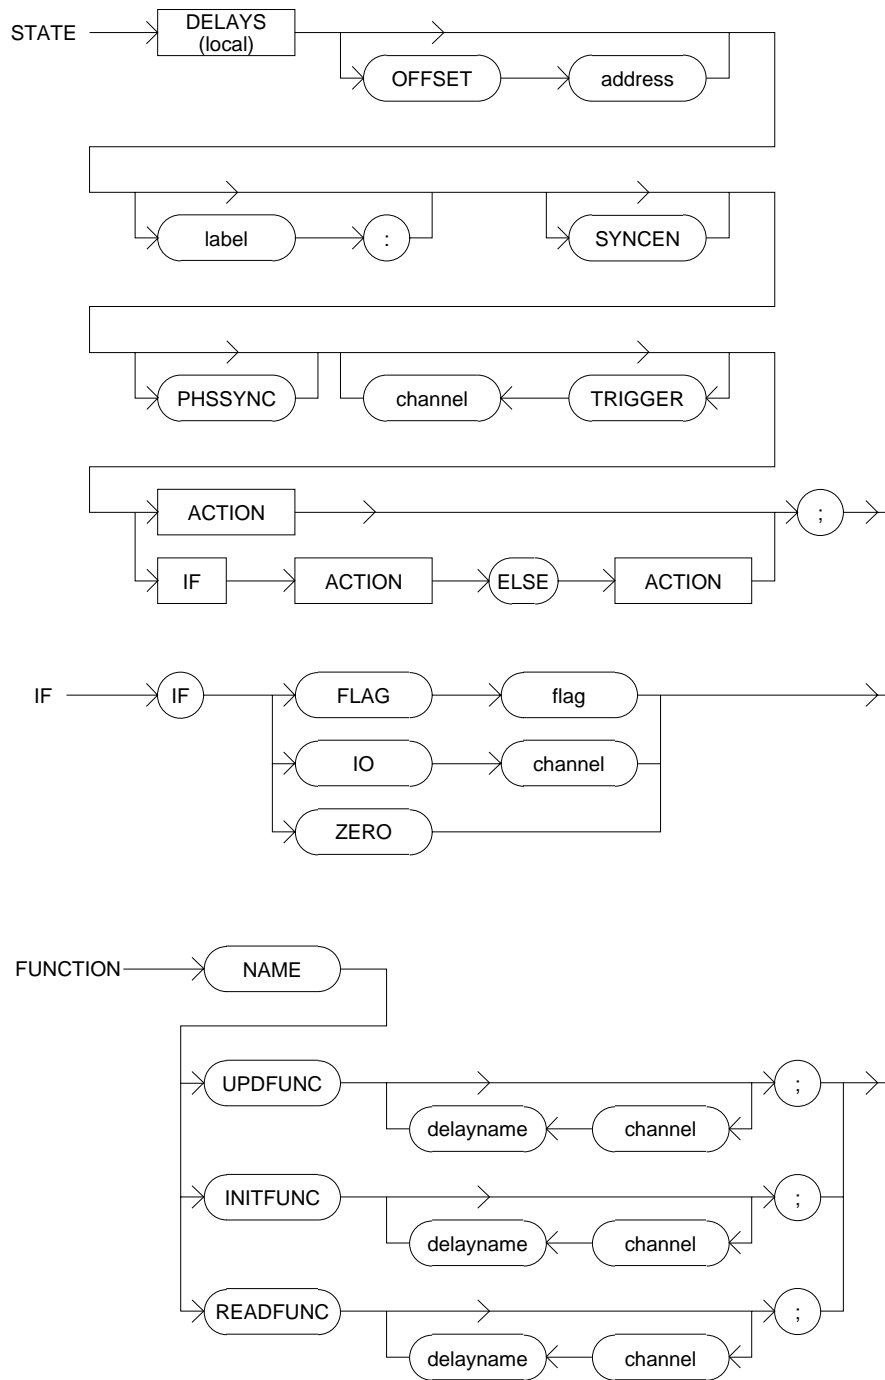 STATE DELAYS
(local)
OFFSET address
label : SYNCEN
PHSSYNC channel TRIGGER
ACTION ;
IF ACTION ELSE ACTION
IF IF FLAG flag
IO channel
ZERO
FUNCTION NAME
UPDFUNC ;
delayname channel
INITFUNC ;
delayname channel
READFUNC ;
delayname channel